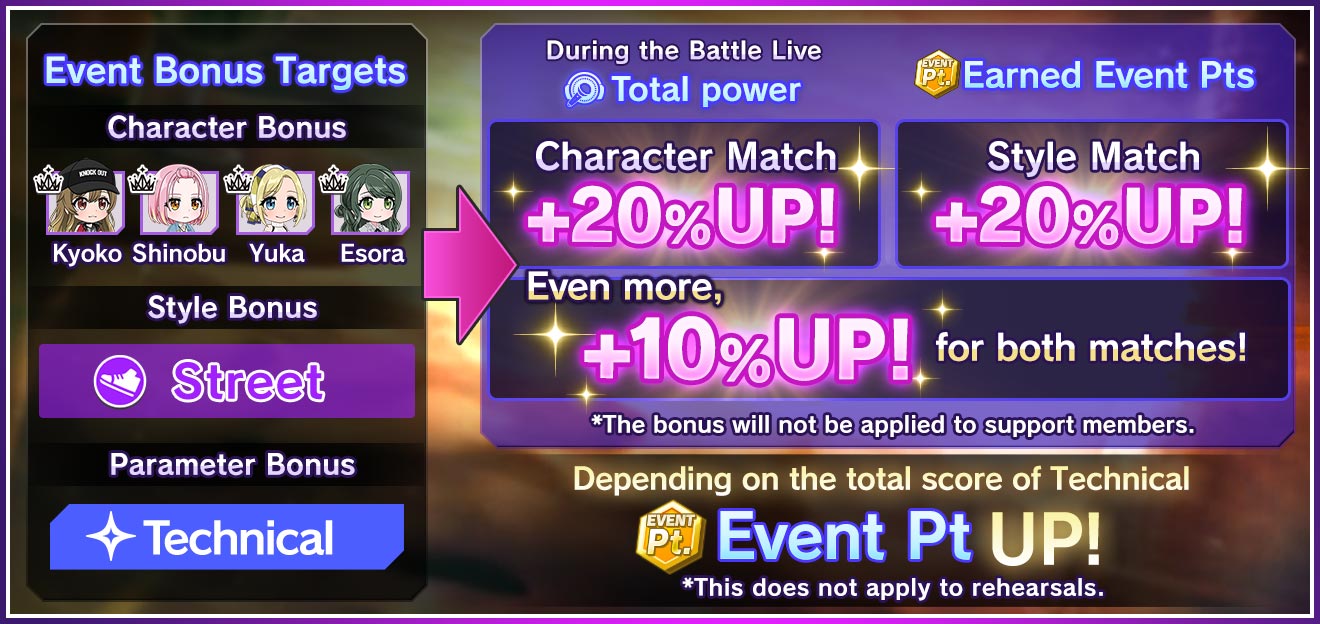 Event Bonus Targets
Character Bonus
KNOCK OUT
Kyoko Shinobu Yuka Esora
Style Bonus
Street
Parameter Bonus
Technical
During the Battle Live
Total power
EVENT Pt. Earned Event Pts
Character Match
+20%UP!
Style Match
+20%UP!
Even more,
+10%UP! for both matches!
*The bonus will not be applied to support members.
Depending on the total score of Technical
EVENT Pt. Event Pt UP!
*This does not apply to rehearsals.